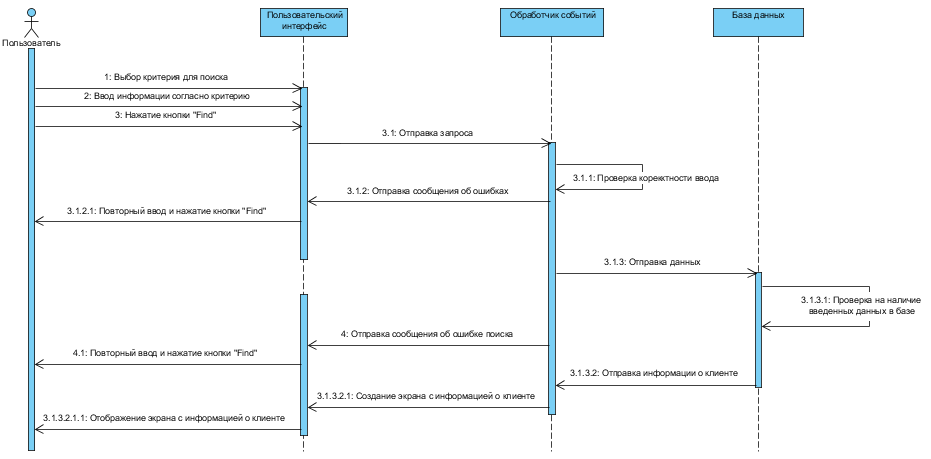 Пользователь
Пользовательский
интерфейс
Обработчик событий
База данных
1: Выбор критерия для поиска
2: Ввод информации согласно критерию
3: Нажатие кнопки "Find"
3.1: Отправка запроса
3.1.1: Проверка корекктности ввода
3.1.2: Отправка сообщения об ошибках
3.1.2.1: Повторный ввод и нажатие кнопки "Find"
3.1.3: Отправка данных
3.1.3.1: Проверка на наличие
введенных данных в базе
4: Отправка сообщения об ошибке поиска
4.1: Повторный ввод и нажатие кнопки "Find"
3.1.3.2: Отправка информации о клиенте
3.1.3.2.1: Создание экрана с информацией о клиенте
3.1.3.2.1.1: Отображение экрана с информацией о клиенте